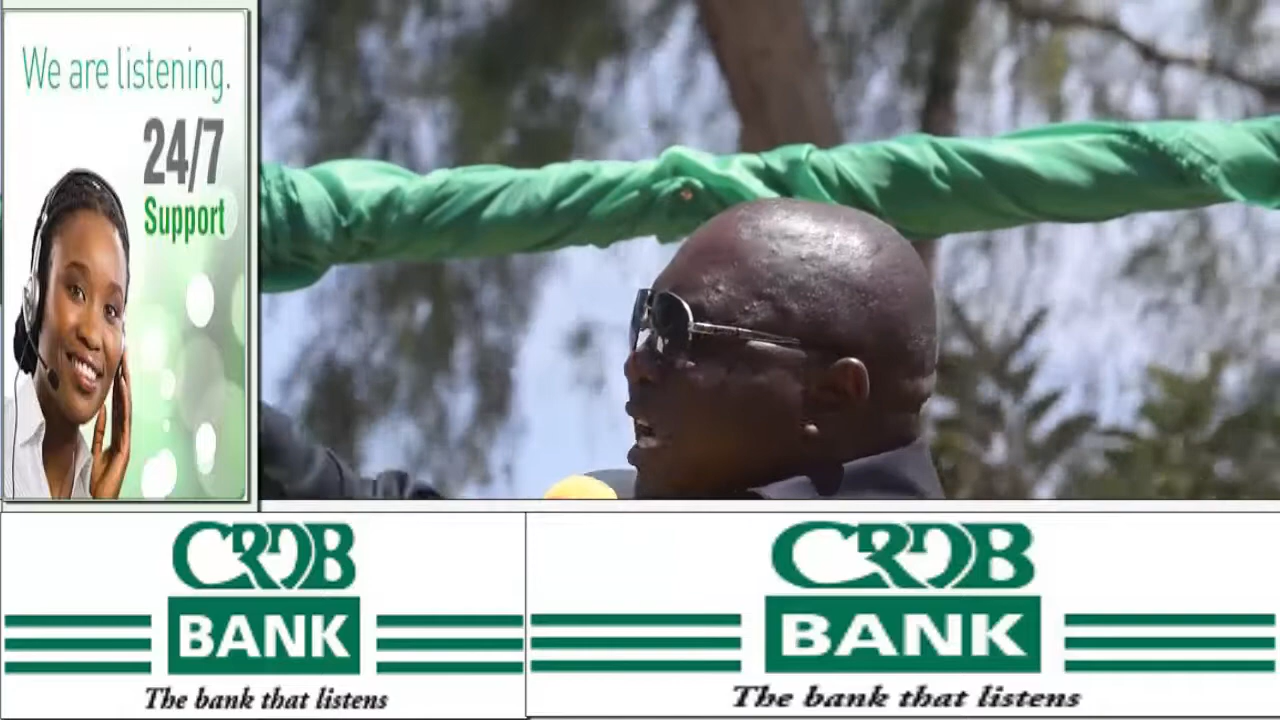 We are listening.
24/7
Support
CRDB
BANK
The bank that listens
CRDB
BANK
The bank that listens